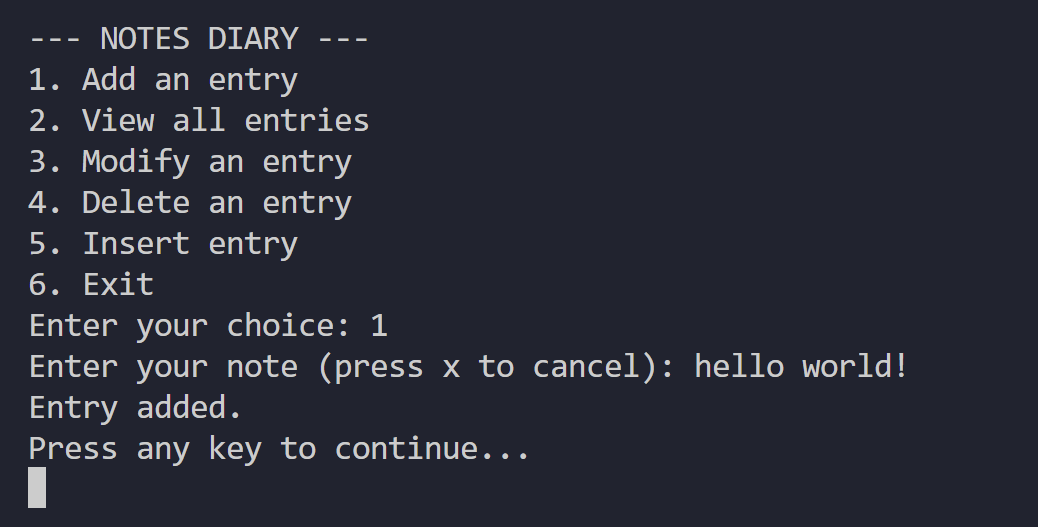 --- NOTES DIARY ---
1. Add an entry
2. View all entries
3. Modify an entry
4. Delete an entry
5. Insert entry
6. Exit
Enter your choice: 1
Enter your note (press x to cancel): hello world!
Entry added.
Press any key to continue...